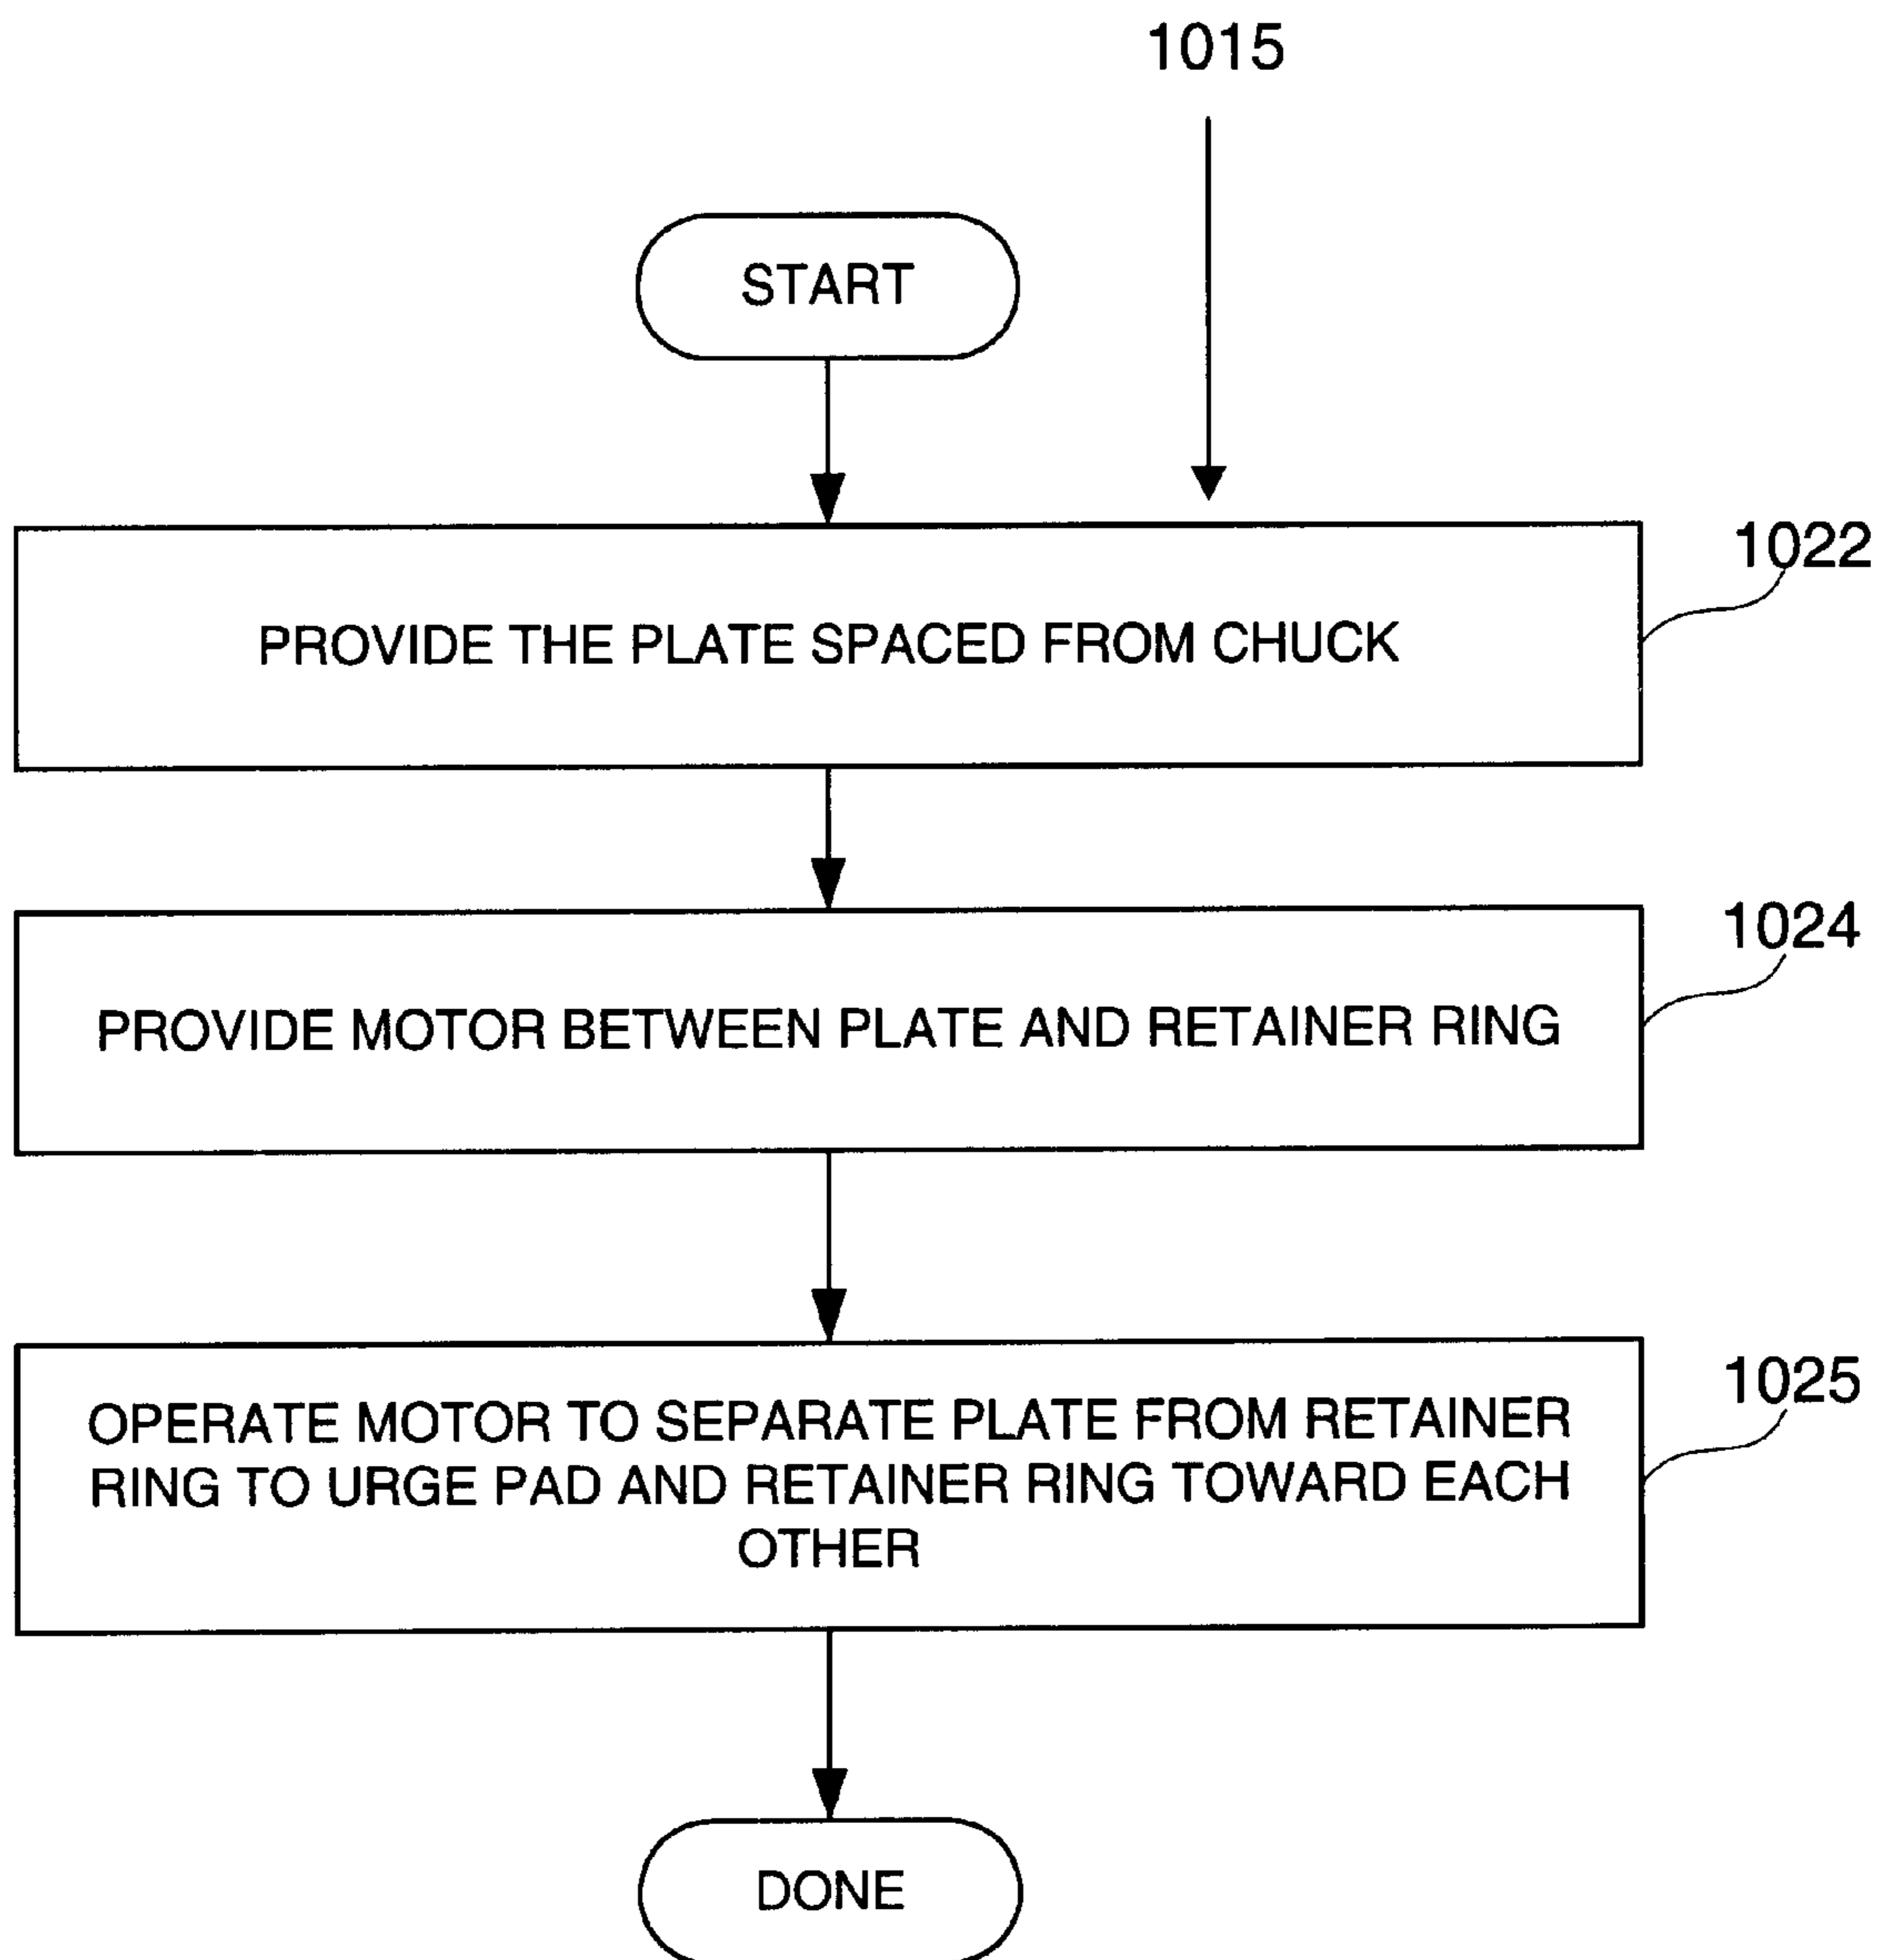 1015
START
1022
PROVIDE THE PLATE SPACED FROM CHUCK
1024
PROVIDE MOTOR BETWEEN PLATE AND RETAINER RING
1025
OPERATE MOTOR TO SEPARATE PLATE FROM RETAINER
RING TO URGE PAD AND RETAINER RING TOWARD EACH
OTHER
DONE